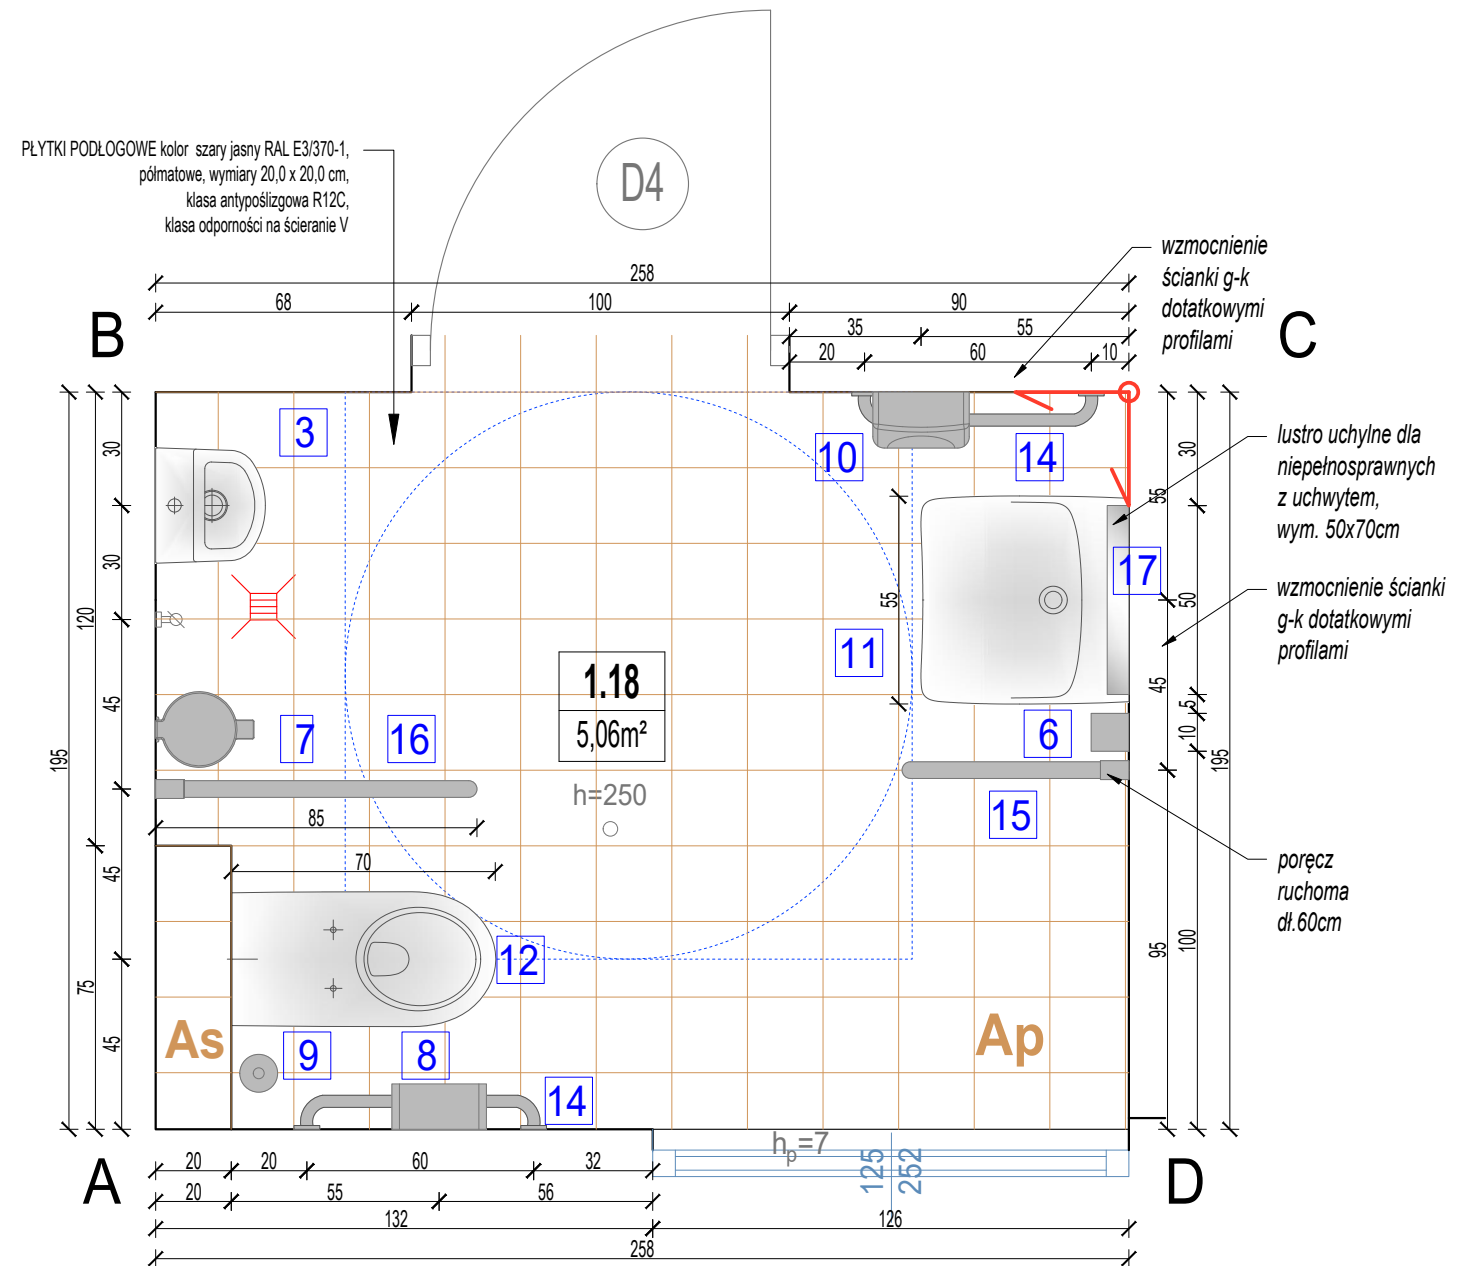 D4
PŁYTKI PODŁOGOWE kolor szary jasny RAL E3/370-1,
półmatowe, wymiary 20,0 x 20,0 cm,
klasa antypoślizgowa R12C,
klasa odporności na ścieranie V
wzmocnienie
ścianki g-k
dotatkowymi
profilami
258
68
100
90
35
55
20
60
10
B
C
3
10
14
lustro uchylne dla
niepełnosprawnych
z uchwytem,
wym. 50x70cm
30
30
55
17
30
50
wzmocnienie ścianki
g-k dotatkowymi
profilami
55
120
11
45
1.18
5,06m²
5
45
7
16
6
10
195
195
h=250
85
15
poręcz
ruchoma
dł.60cm
70
45
12
95
100
75
As
Ap
9
8
45
14
hp=7
125
252
A
D
20
20
60
32
20
55
56
132
126
258